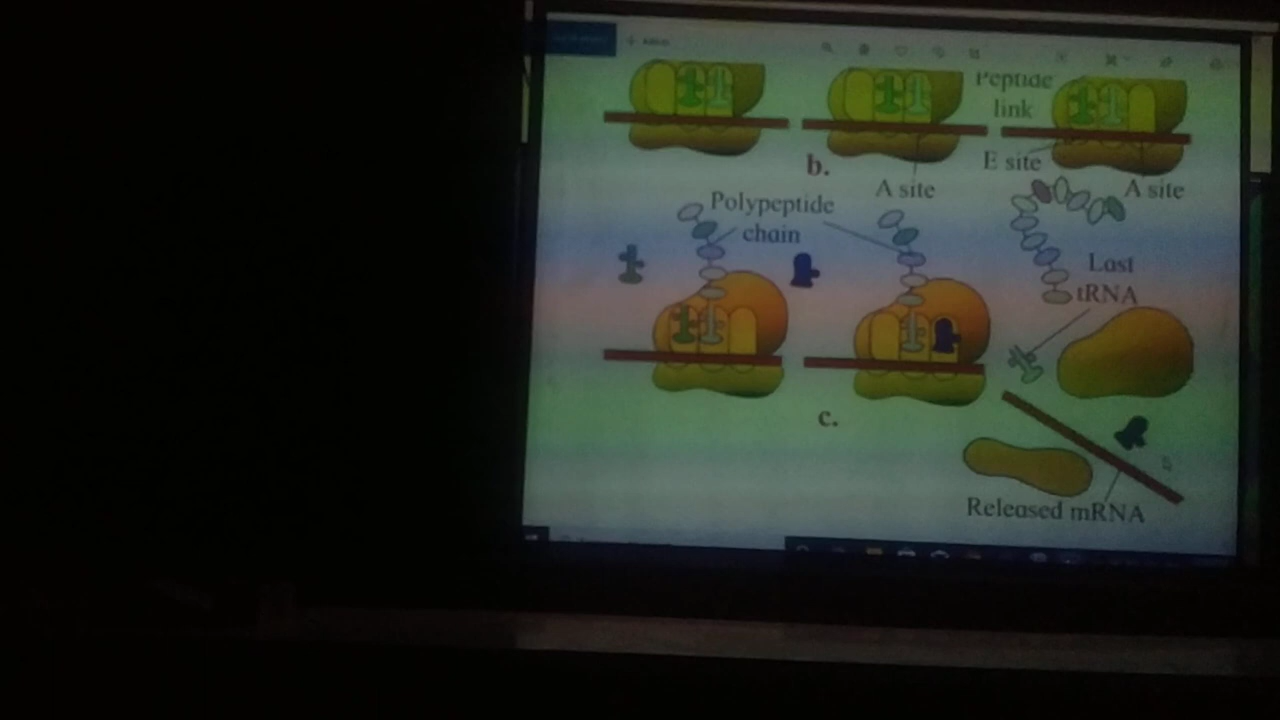 Peptide
link
E site
b.
A site
A site
Polypeptide
chain
Last
tRNA
c.
Released mRNA